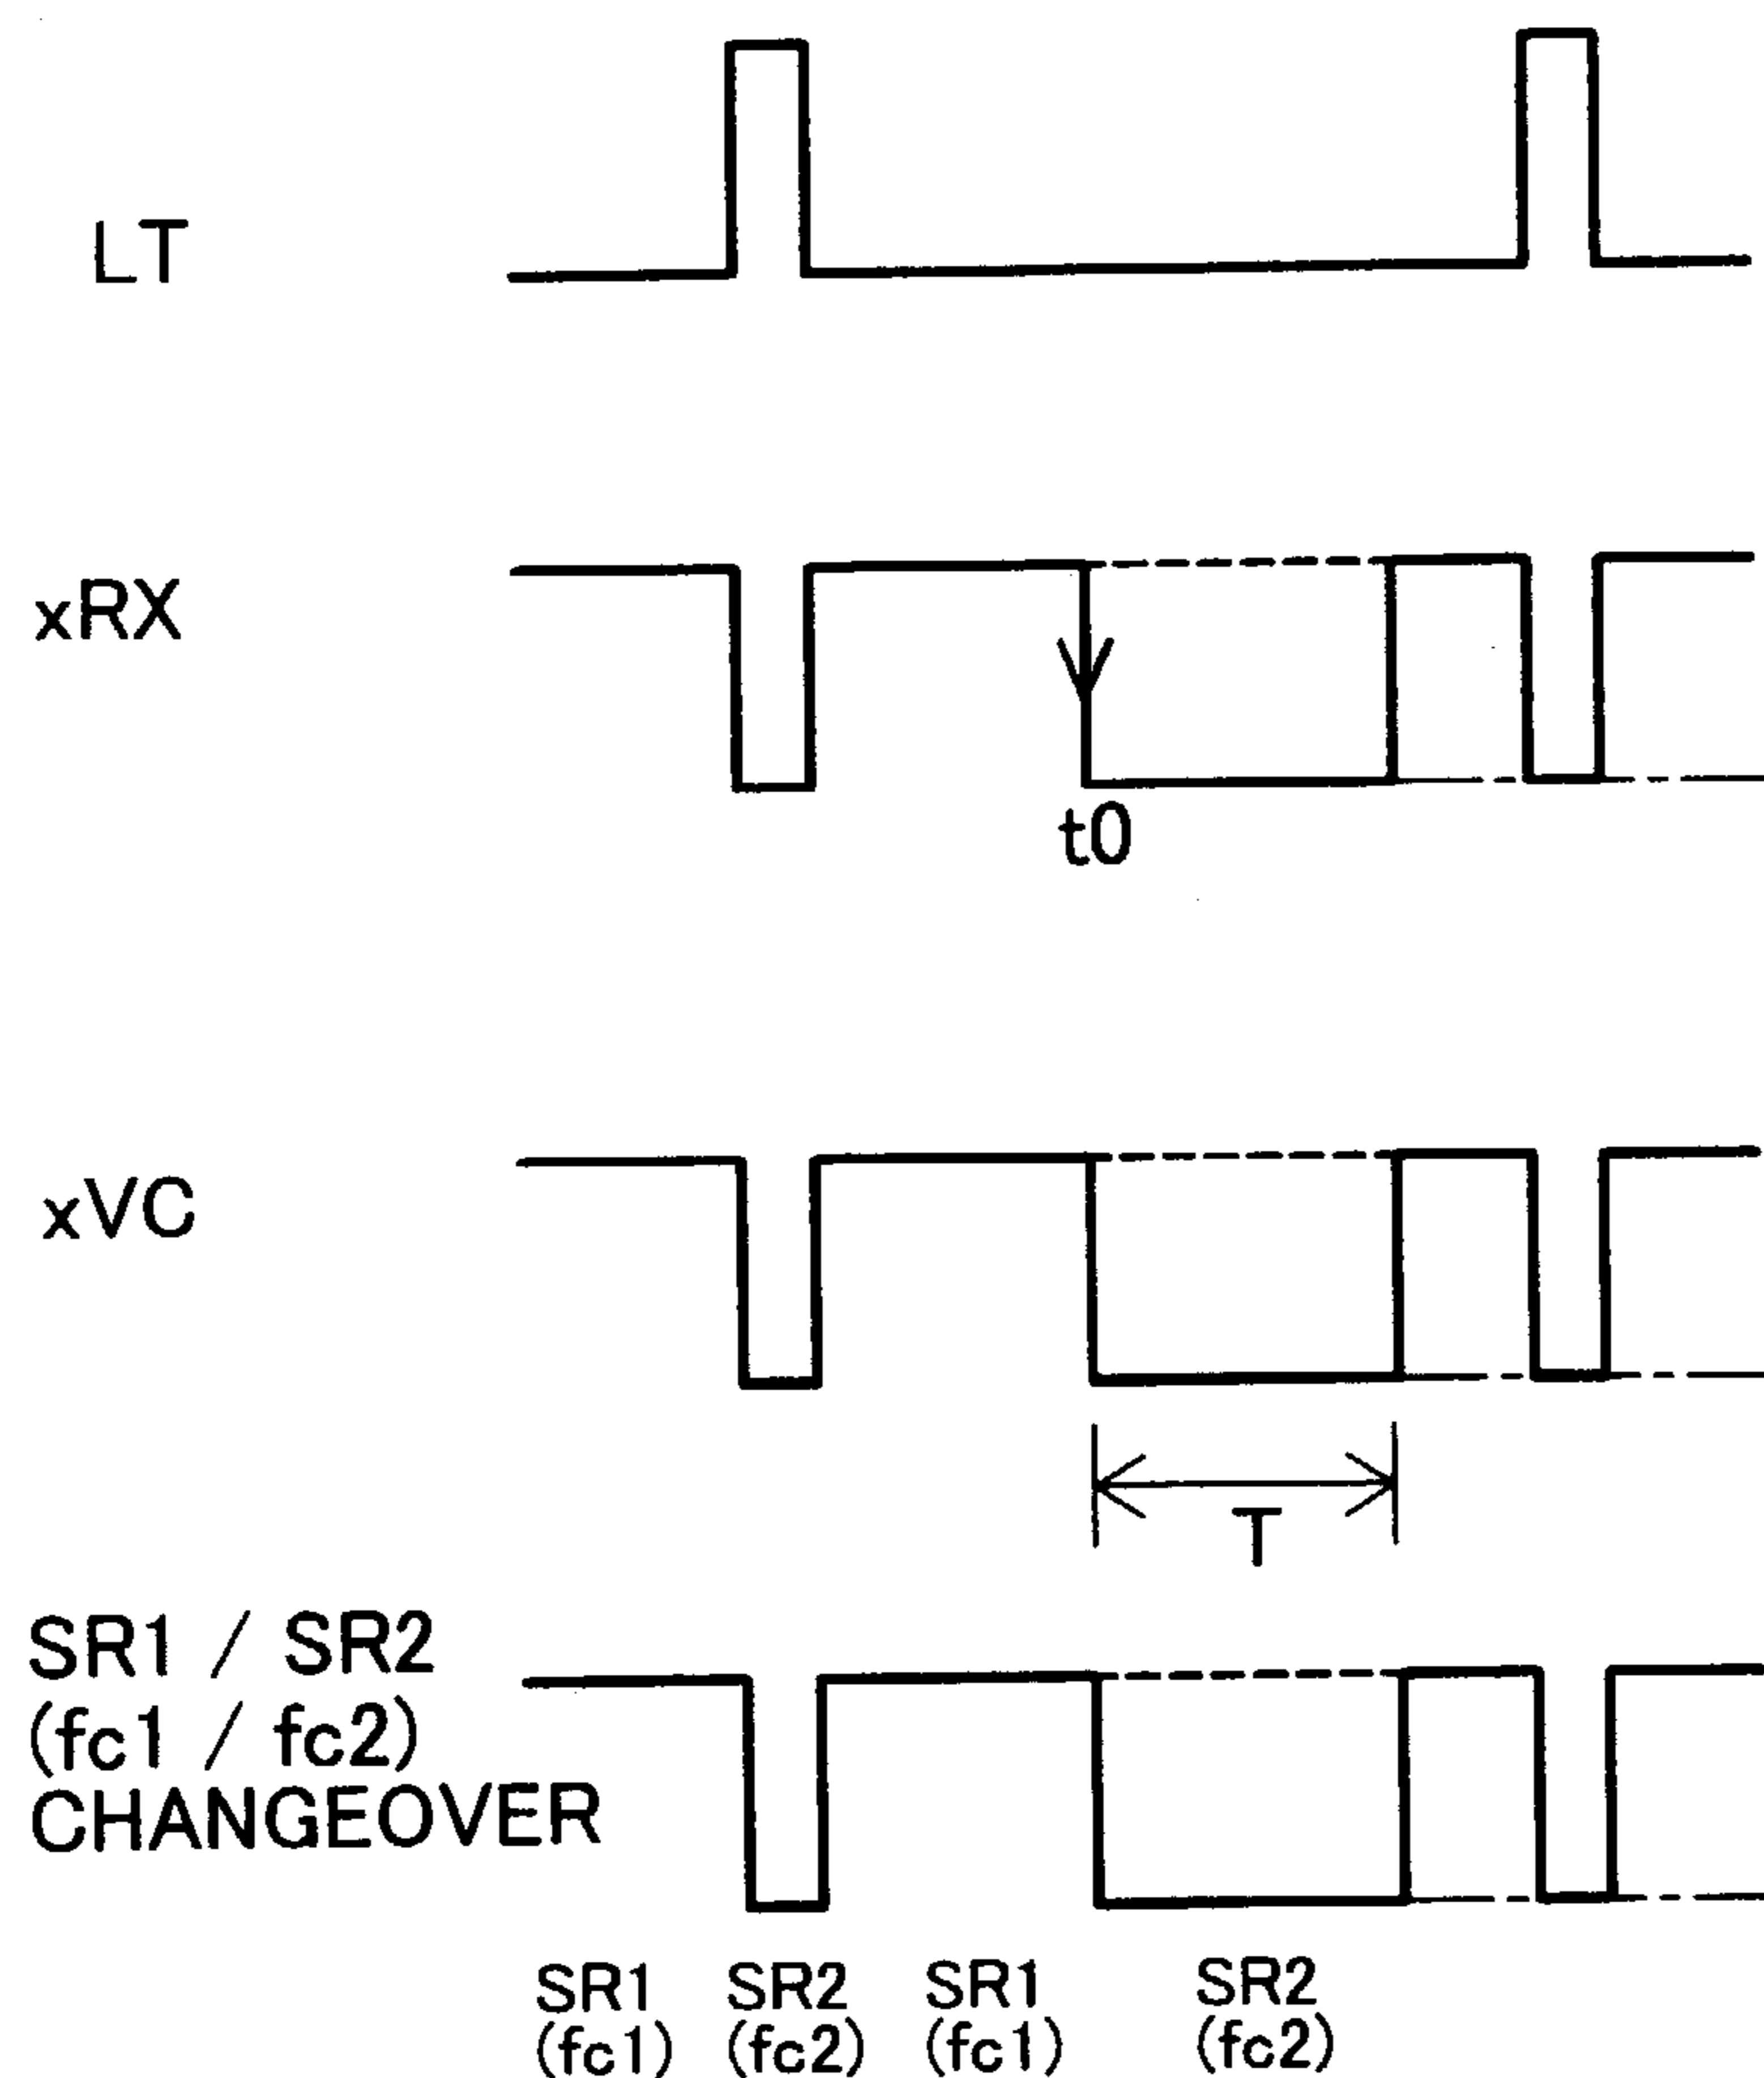 LT
xRX
t0
xVC
T
SR1 / SR2
(fc1 / fc2)
CHANGEOVER
SR1 SR2 SR1 SR2
(fc1) (fc2) (fc1) (fc2)